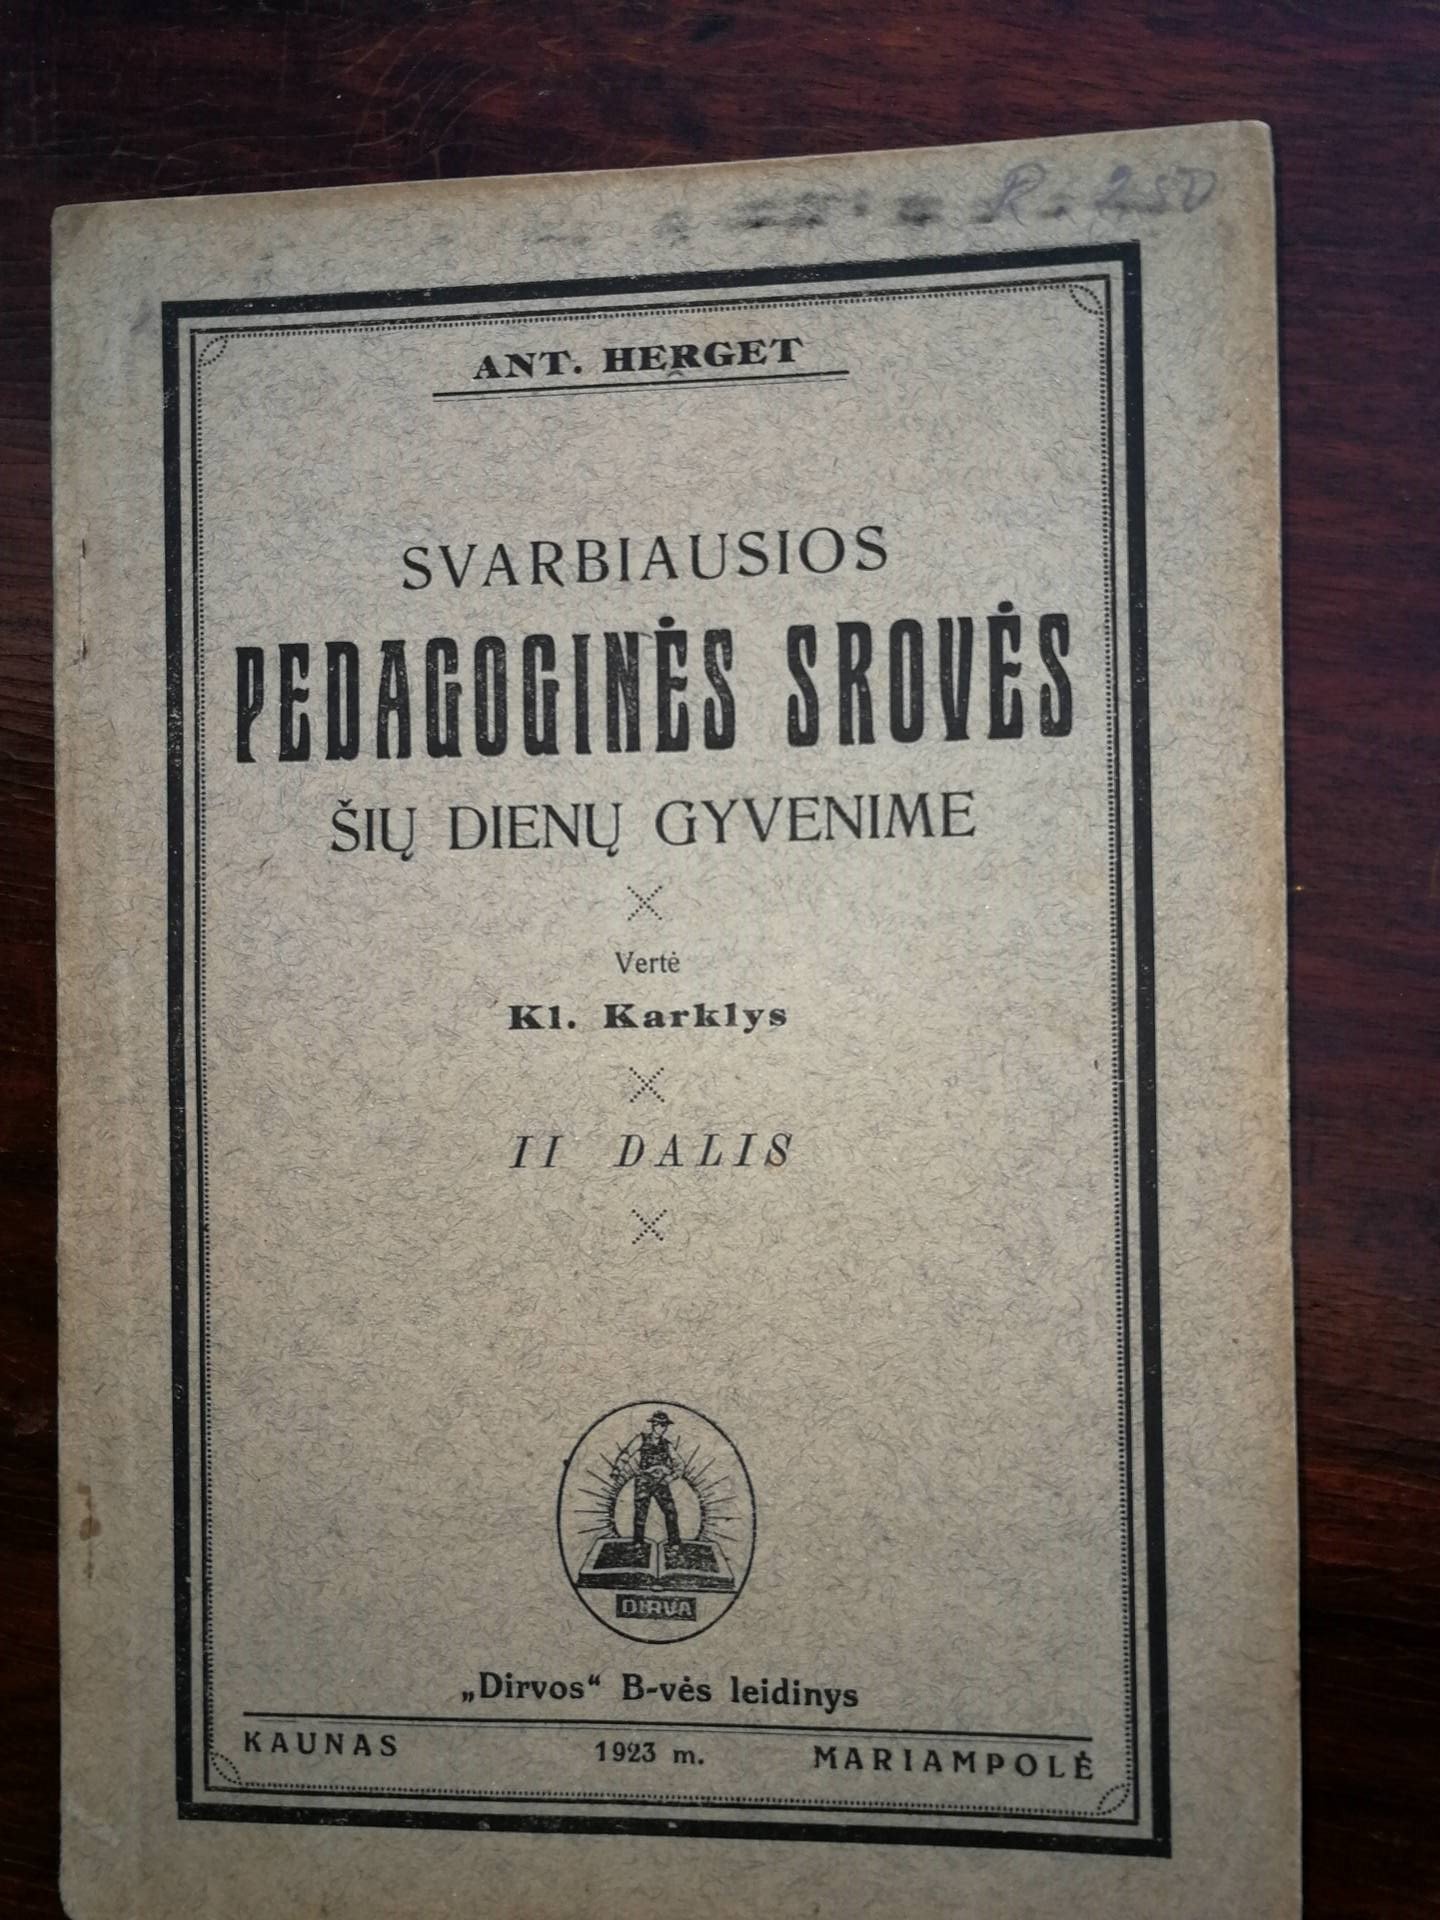 R. 250
ANT. HERGET
SVARBIAUSIOS
PEDAGOGINĖS SROVĖS
ŠIŲ DIENŲ GYVENIME
Vertė
Kl. Karklys
II DALIS
DIRVA
„Dirvos“ B-vės leidinys
KAUNAS 1923 m. MARIAMPOLĖ